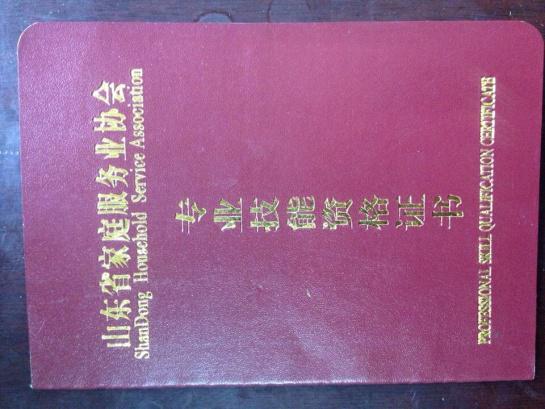 山东省家庭服务业协会
ShanDong Household Service Association
专业技能资格证书
PROFESSIONAL SKILL QUALIFICATION CERTIFICATE